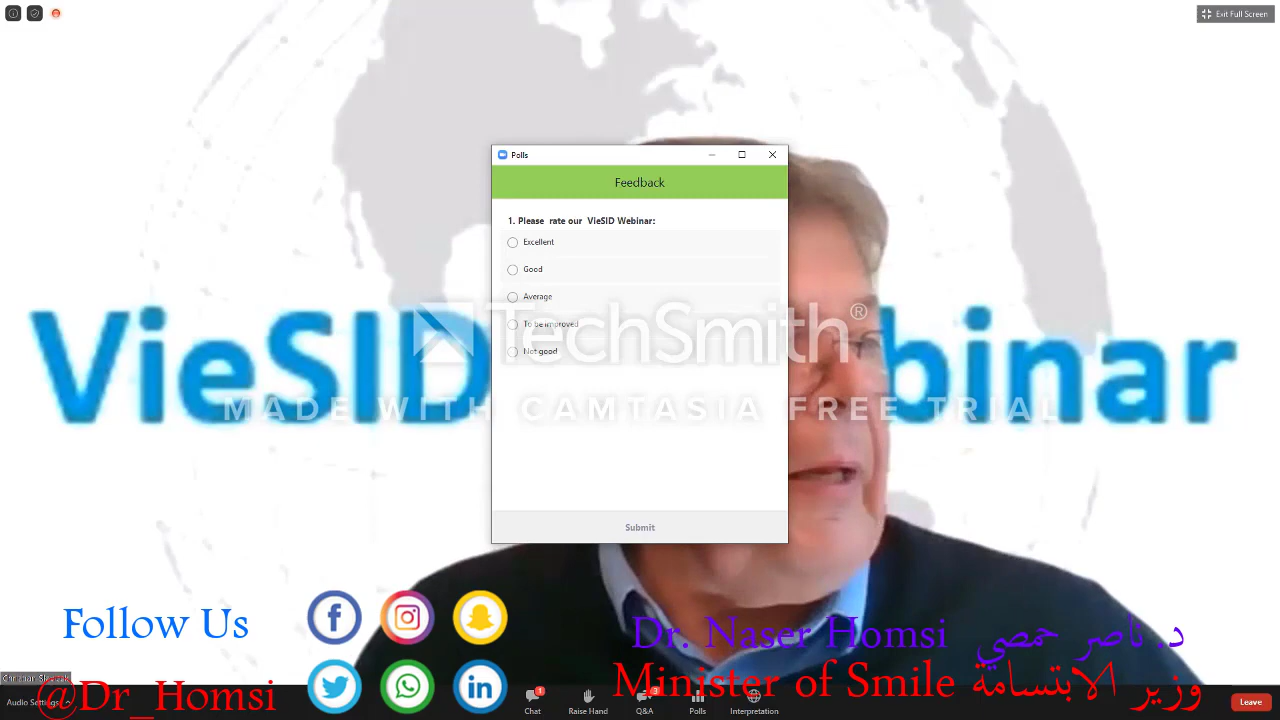 Exit Full Screen
Polls
Feedback
1. Please rate our VieSID Webinar:
Excellent
Good
Average
To be improved
Not good
TechSmith®
MADE WITH CAMTASIA FREE TRIAL
VieSID
binar
Submit
Follow Us
Dr. Naser Homsi د. ناصر حمصي
Minister of Smile وزير الابتسامة
@Dr_Homsi
Audio Settings
Chat
1
Raise Hand
Q&A
3
Polls
Interpretation
Leave